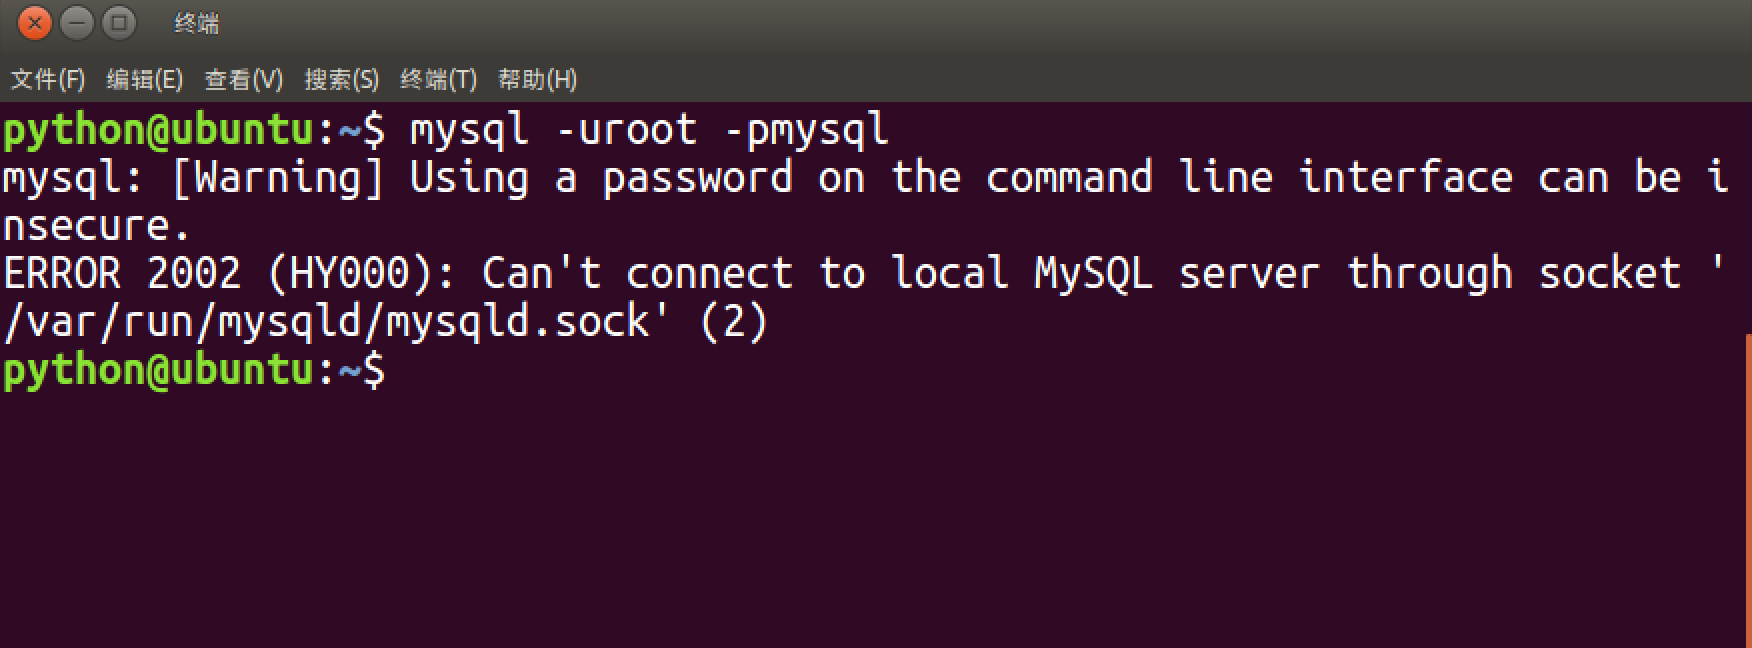 终端
文件(F) 编辑(E) 查看(V) 搜索(S) 终端(T) 帮助(H)
python@ubuntu:~$ mysql -uroot -pmysql
mysql: [Warning] Using a password on the command line interface can be i
nsecure.
ERROR 2002 (HY000): Can't connect to local MySQL server through socket '
/var/run/mysqld/mysqld.sock' (2)
python@ubuntu:~$